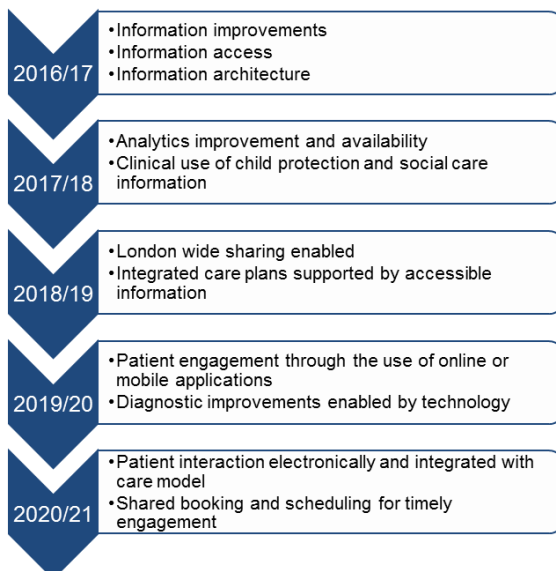 2016/17
•Information improvements
•Information access
•Information architecture
2017/18
•Analytics improvement and availability
•Clinical use of child protection and social care
information
2018/19
•London wide sharing enabled
•Integrated care plans supported by accessible
information
2019/20
•Patient engagement through the use of online or
mobile applications
•Diagnostic improvements enabled by technology
2020/21
•Patient interaction electronically and integrated with
care model
•Shared booking and scheduling for timely
engagement